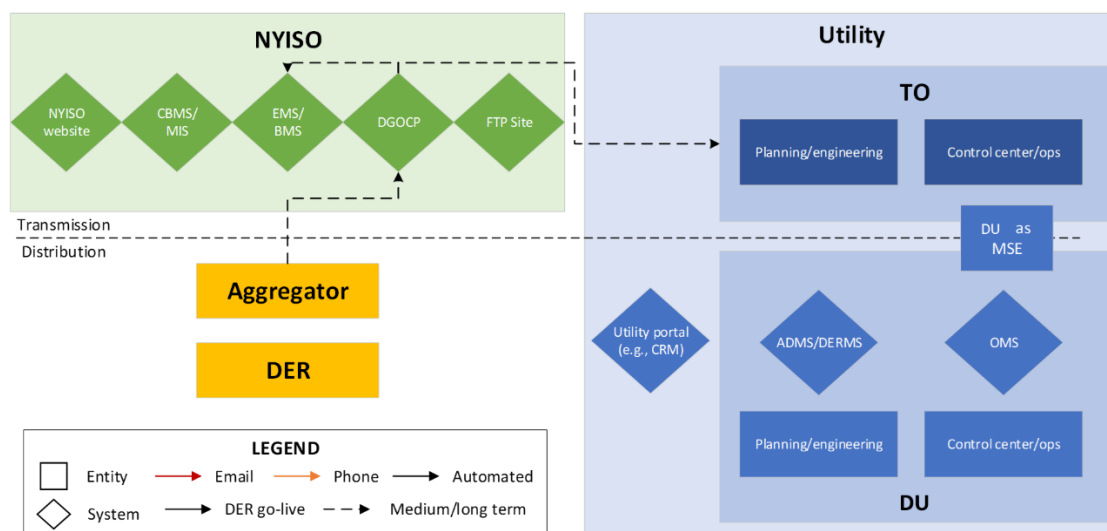 NYISO
NYISO
website
CBMS/
MIS
EMS/
BMS
DGOCP
FTP Site
Transmission
Distribution
Aggregator
DER
Utility
TO
Planning/engineering
Control center/ops
DU as
MSE
Utility portal
(e.g., CRM)
ADMS/DERMS
OMS
Planning/engineering
Control center/ops
DU
LEGEND
Entity Email Phone Automated
System DER go-live Medium/long term